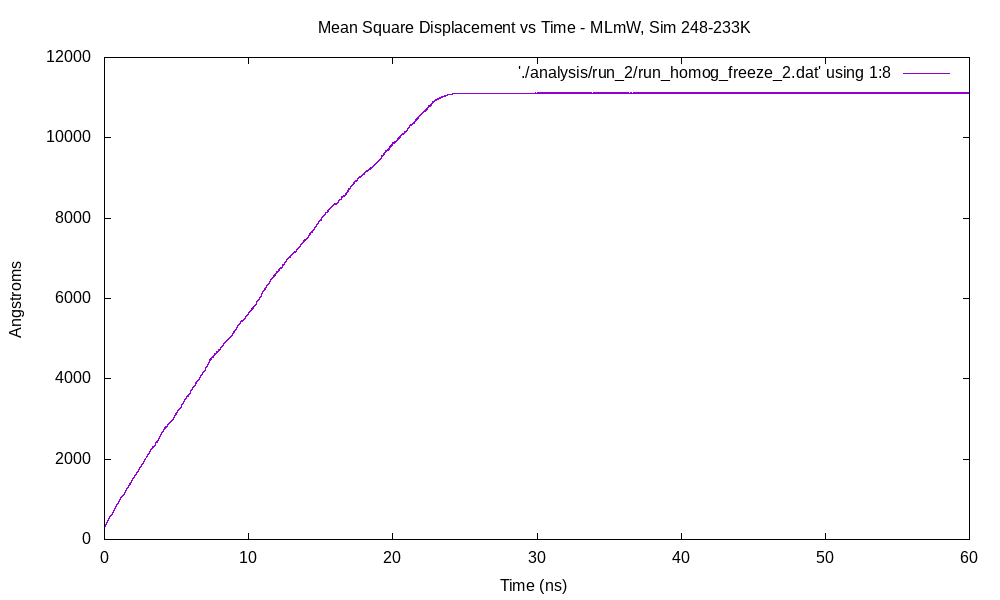 Mean Square Displacement vs Time - MLmW, Sim 248-233K
'./analysis/run_2/run_homog_freeze_2.dat' using 1:8
12000
10000
8000
6000
4000
2000
0
Angstroms
0 10 20 30 40 50 60
Time (ns)